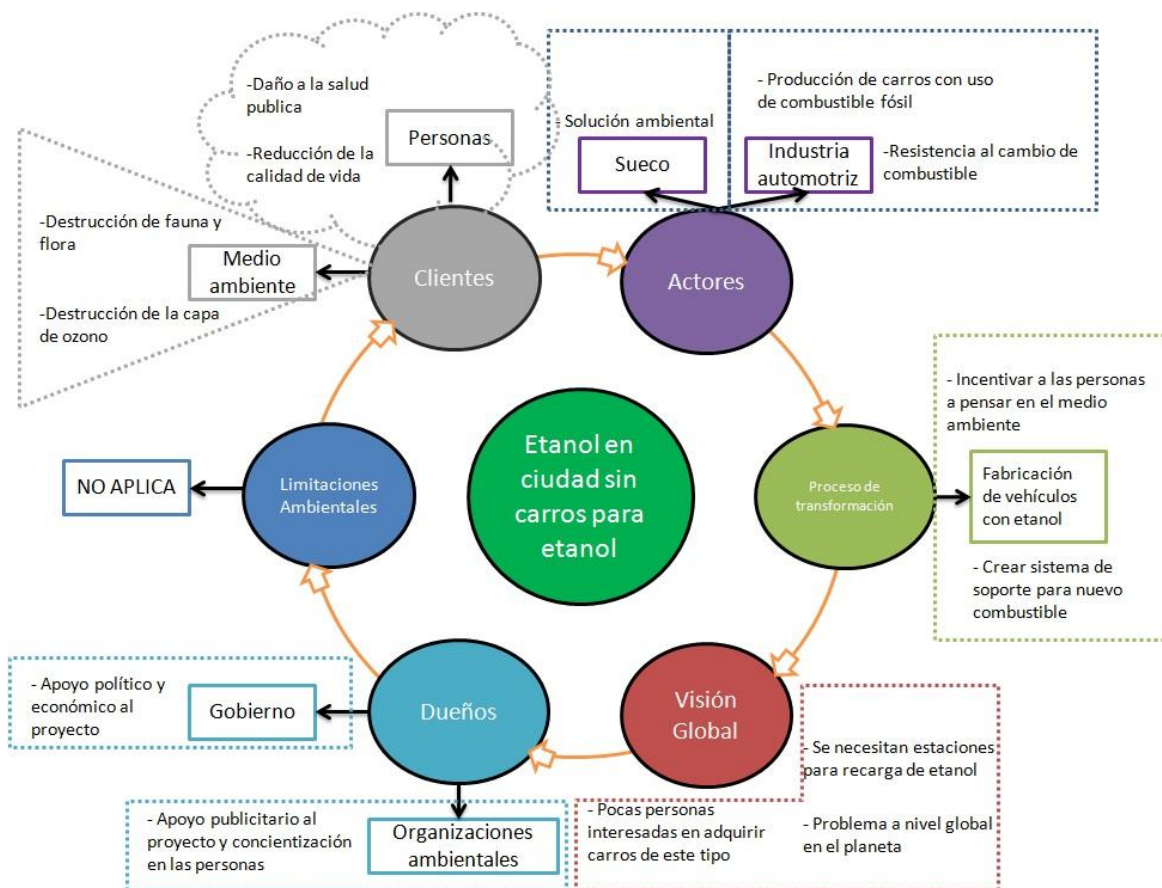 -Daño a la salud
publica
-Reducción de la
calidad de vida
Personas
- Solución ambiental
Sueco
- Producción de carros con uso
de combustible fósil
Industria
automotriz
-Resistencia al cambio de
combustible
-Destrucción de fauna y
flora
Medio
ambiente
-Destrucción de la capa
de ozono
Clientes
Actores
- Incentivar a las personas
a pensar en el medio
ambiente
Fabricación
de vehículos
con etanol
- Crear sistema de
soporte para nuevo
combustible
Proceso de
transformación
Etanol en
ciudad sin
carros para
etanol
NO APLICA
Limitaciones
Ambientales
- Apoyo político y
económico al
proyecto
Gobierno
Dueños
Visión
Global
- Se necesitan estaciones
para recarga de etanol
- Problema a nivel global
en el planeta
- Pocas personas
interesadas en adquirir
carros de este tipo
- Apoyo publicitario al
proyecto y concientización
en las personas
Organizaciones
ambientales